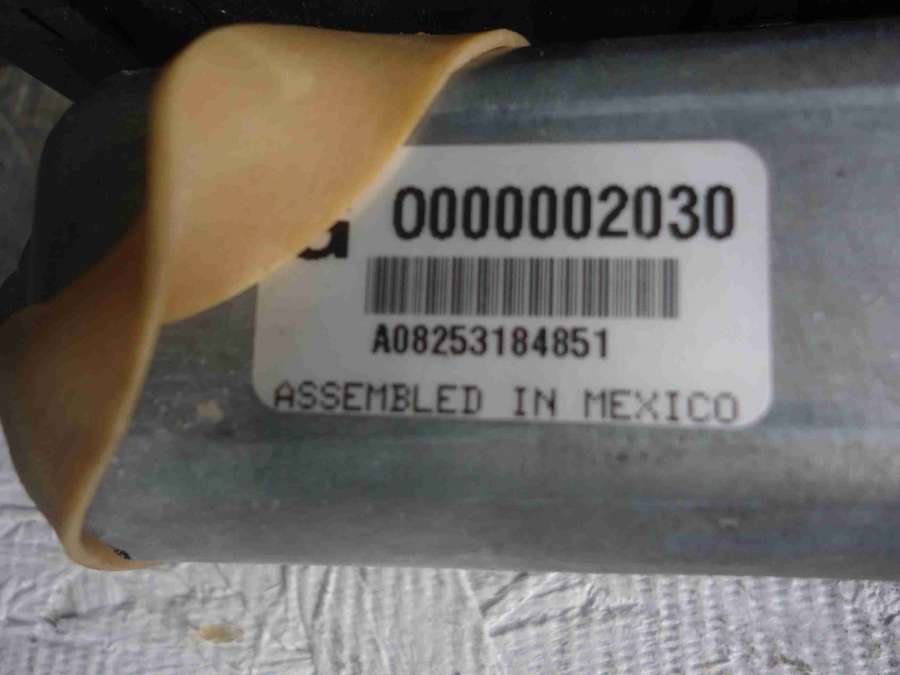 0000002030
A08253184851
ASSEMBLED IN MEXICO